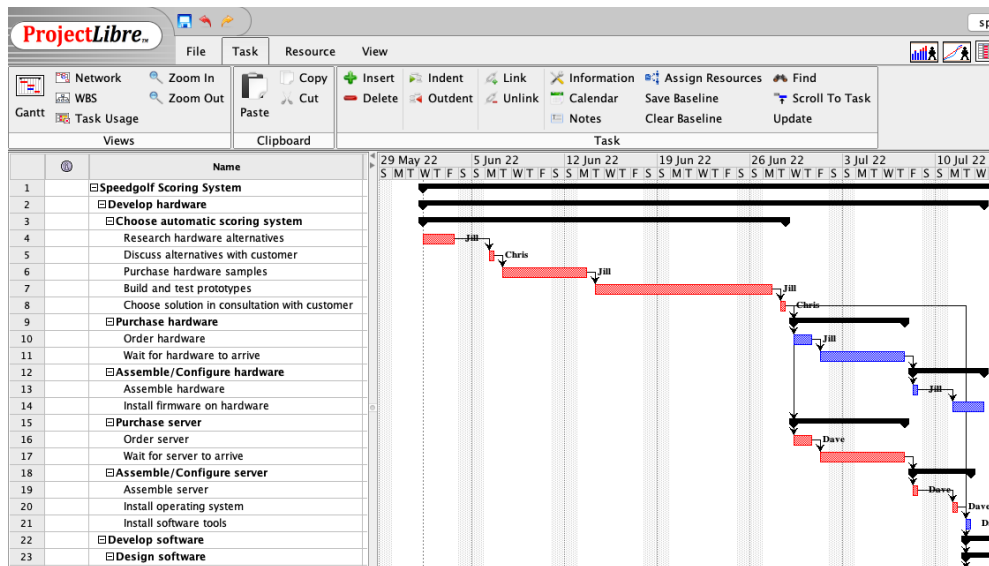 ProjectLibre™
sp
File Task Resource View
Network Zoom In Copy Insert Indent Link Information Assign Resources Find
WBS Zoom Out Cut Delete Outdent Unlink Calendar Save Baseline Scroll To Task
Gantt Task Usage Paste Notes Clear Baseline Update
Views Clipboard Task
Name 29 May 22 5 Jun 22 12 Jun 22 19 Jun 22 26 Jun 22 3 Jul 22 10 Jul 22
S M T W T F S S M T W T F S S M T W T F S S M T W T F S S M T W T F S S M T W T F S S M T W
1 Speedgolf Scoring System
2 Develop hardware
3 Choose automatic scoring system
4 Research hardware alternatives Jill
5 Discuss alternatives with customer Chris
6 Purchase hardware samples Jill
7 Build and test prototypes Jill
8 Choose solution in consultation with customer Chris
9 Purchase hardware
10 Order hardware Jill
11 Wait for hardware to arrive
12 Assemble/Configure hardware
13 Assemble hardware Jill
14 Install firmware on hardware
15 Purchase server
16 Order server Dave
17 Wait for server to arrive
18 Assemble/Configure server
19 Assemble server Dave
20 Install operating system Dave
21 Install software tools D
22 Develop software
23 Design software